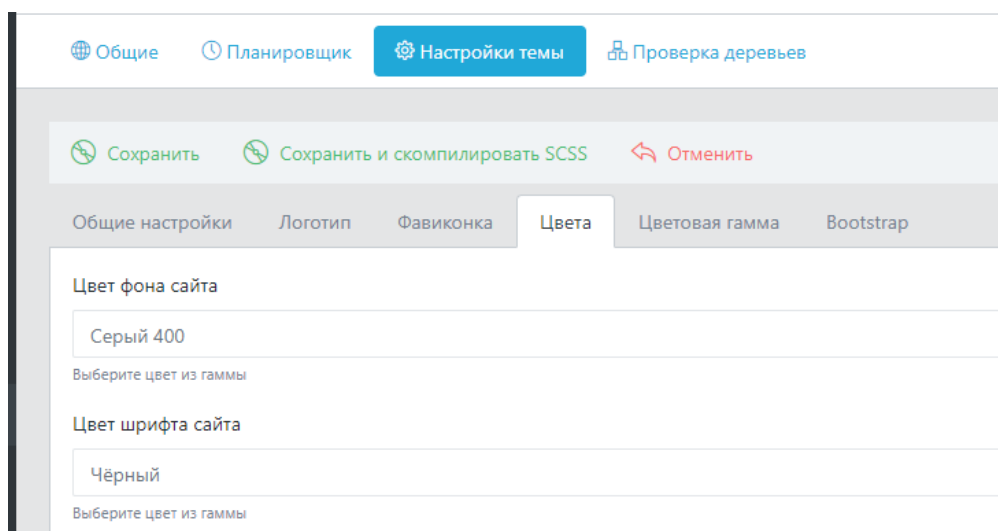 Общие Планировщик Настройки темы Проверка деревьев
Сохранить Сохранить и скомпилировать SCSS Отменить
Общие настройки Логотип Фавиконка Цвета Цветовая гамма Bootstrap
Цвет фона сайта
Серый 400
Выберите цвет из гаммы
Цвет шрифта сайта
Чёрный
Выберите цвет из гаммы